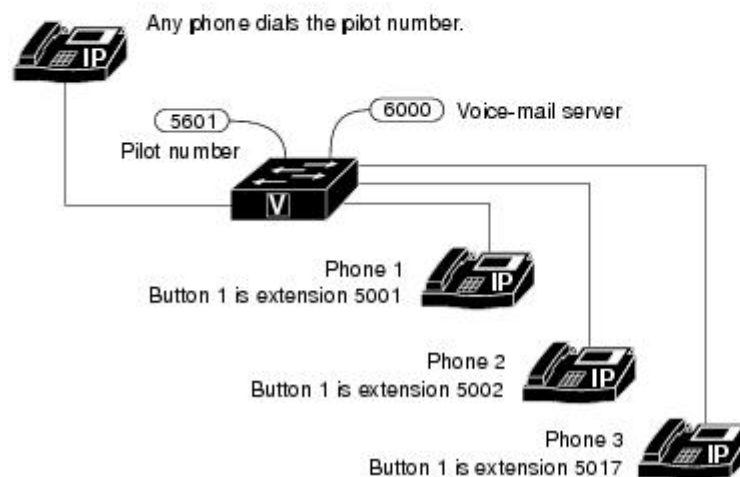 Any phone dials the pilot number.
IP
5601
6000
Voice-mail server
Pilot number
V
Phone 1
Button 1 is extension 5001
IP
Phone 2
Button 1 is extension 5002
IP
Phone 3
Button 1 is extension 5017
IP